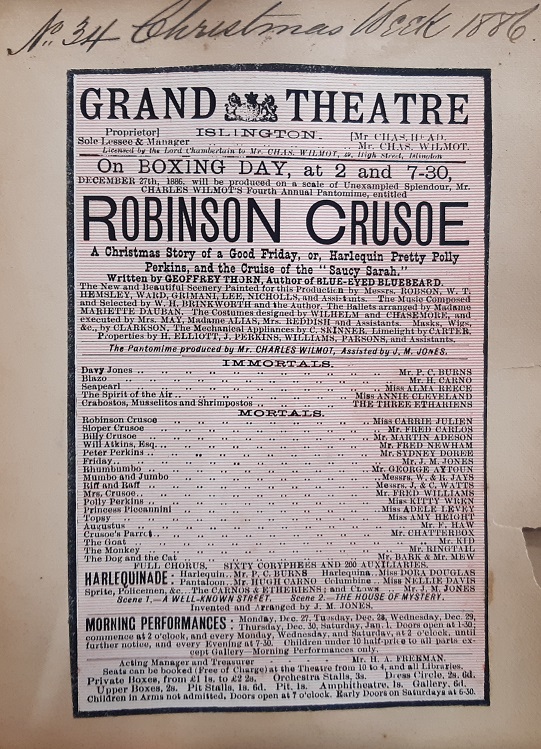 No. 34 Christmas Week 1886.
GRAND THEATRE
Proprietor] ISLINGTON. [Mr CHAS. HEAD.
Sole Lessee & Manager .. .. Mr. CHAS. WILMOT.
Licensed by the Lord Chamberlain to Mr. CHAS. WILMOT, High Street, Islington
On BOXING DAY, at 2 and 7-30,
DECEMBER 27th, 1886, will be produced on a scale of Unexampled Splendour, Mr.
CHARLES WILMOT'S Fourth Annual Pantomime, entitled
ROBINSON CRUSOE
A Christmas Story of a Good Friday, or, Harlequin Pretty Polly
Perkins, and the Cruise of the "Saucy Sarah."
Written by GEOFFREY THORN, Author of BLUE-EYED BLUEBEARD.
The New and Beautiful Scenery Painted for this Production by Messrs. ROBSON, W. T.
HEMSLEY, WARD, GRIMANI, LEE, NICHOLLS, and Assistants. The Music Composed
and Selected by W. H. BRINKWORTH and the Author. The Ballets arranged by Madame
MARIETTE DAUBAN. The Costumes designed by WILHELM and CHASEMORE, and
executed by Mrs. MAY, Madame ALIAS, Mrs. REDDISH and Assistants. Masks, Wigs,
&c., by CLARKSON. The Mechanical Appliances by C. SKINNER. Limelight by CARTER.
Properties by H. ELLIOTT, J. PERKINS, WILLIAMS, PARSONS, and Assistants.
The Pantomime produced by Mr. CHARLES WILMOT, Assisted by J. M. JONES.
IMMORTALS.
Davy Jones .. .. .. .. .. Mr. P. C. BURNS
Blazo .. .. .. .. .. Mr. H. CARNO
Seapearl .. .. .. .. .. Miss ALMA REECE
The Spirit of the Air .. .. .. .. .. Miss ANNIE CLEVELAND
Crabostos, Musselitos and Shrimpostos .. .. .. THE THREE ETHARIENS
MORTALS.
Robinson Crusoe .. .. .. .. .. Miss CARRIE JULIEN
Sloper Crusoe .. .. .. .. .. Mr. FRED CARLOS
Billy Crusoe .. .. .. .. .. Mr. MARTIN ADESON
Will Atkins, Esq. .. .. .. .. .. Mr. FRED NEWHAM
Peter Perkins .. .. .. .. .. Mr. SYDNEY DOREE
Friday .. .. .. .. .. Mr. J. M. JONES
Bhumbumbo .. .. .. .. .. Mr. GEORGE AYTOUN
Mumbo and Jumbo .. .. .. .. .. Messrs. W. & R. JAYS
Riff and Raff .. .. .. .. .. Messrs. J. & C. WATTS
Mrs. Crusoe .. .. .. .. .. Mr. FRED WILLIAMS
Polly Perkins .. .. .. .. .. Miss KITTY WREN
Princess Piccannini .. .. .. .. .. Miss ADELE LEVEY
Topsy .. .. .. .. .. Miss AMY HEIGHT
Augustus .. .. .. .. .. Mr. F. HAW
Crusoe's Parrot .. .. .. .. .. Mr. CHATTERBOX
The Goat .. .. .. .. .. Mr. KID
The Monkey .. .. .. .. .. Mr. RINGTAIL
The Dog and the Cat .. .. .. .. .. Mr. BARK & Mr. MEW
FULL CHORUS, SIXTY CORYPHEES AND 200 AUXILIARIES.
HARLEQUINADE: Harlequin.. Mr. P. C. BURNS Harlequina.. Miss DORA DOUGLAS
Pantaloon.. Mr. HUGH CARNO Columbine .. Miss NELLIE DAVIS
Sprite, Policemen, &c. .. The CARNOS & ETHERIENS; and Clown .. Mr. J. M. JONES
Scene 1.—A WELL-KNOWN STREET. Scene 2.—THE HOUSE OF MYSTERY.
Invented and Arranged by J. M. JONES.
MORNING PERFORMANCES: Monday, Dec. 27, Tuesday, Dec. 28, Wednesday, Dec. 29,
Thursday, Dec. 30, Saturday, Jan. 1. Doors open at 1-30;
commence at 2 o'clock, and every Monday, Wednesday, and Saturday, at 2 o'clock, until
further notice, and every Evening at 7-30. Children under 12 half-price to all parts ex-
cept Gallery—Morning Performances only.
Acting Manager and Treasurer .. .. .. Mr. H. A. FREEMAN.
Seats can be booked (Free of Charge) at the Theatre from 10 to 4, and all Libraries.
Private Boxes, from £1 1s. to £2 2s. Orchestra Stalls, 3s. Dress Circle, 2s. 6d.
Upper Boxes, 2s. Pit Stalls, 1s. 6d. Pit, 1s. Amphitheatre, 1s. Gallery, 6d.
Children in Arms not admitted. Doors open at 7 o'clock. Early Doors on Saturdays at 6-30.